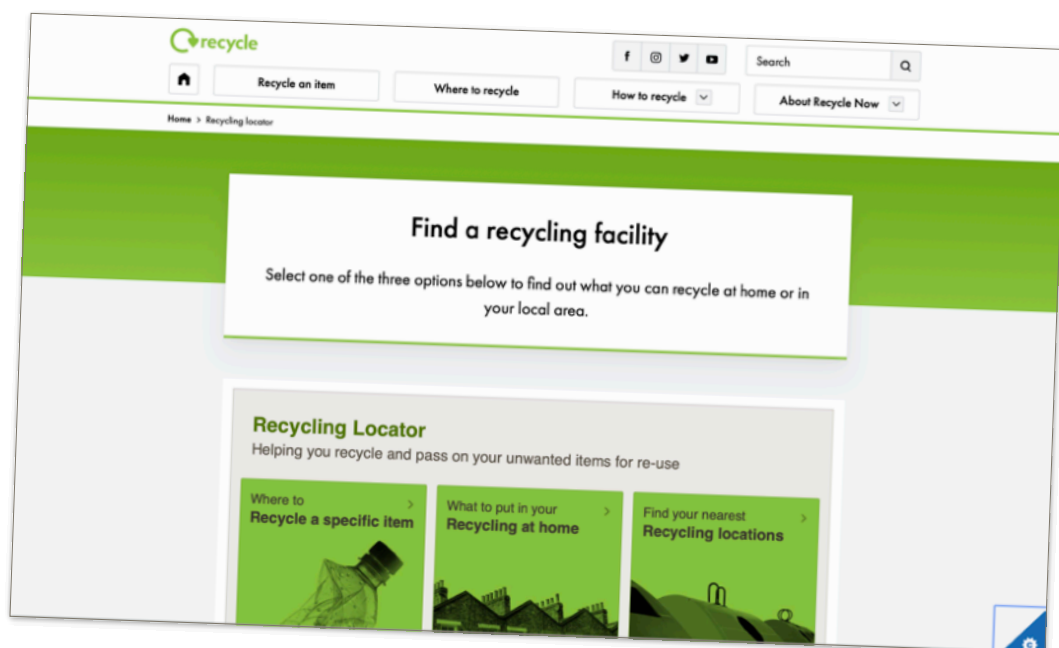 recycle
Search
Recycle an item
Where to recycle
How to recycle
About Recycle Now
Home > Recycling locator
Find a recycling facility
Select one of the three options below to find out what you can recycle at home or in
your local area.
Recycling Locator
Helping you recycle and pass on your unwanted items for re-use
Where to
Recycle a specific item
What to put in your
Recycling at home
Find your nearest
Recycling locations